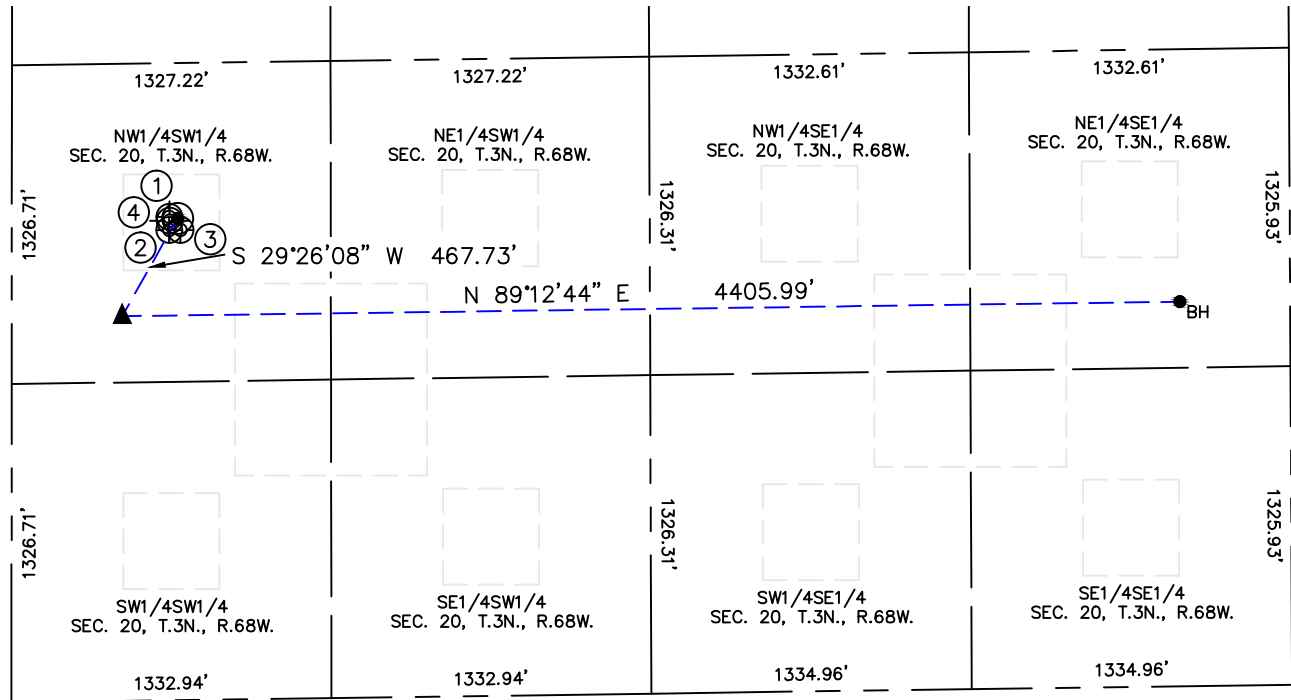 1327.22'
1327.22'
1332.61'
1332.61'
NW1/4SW1/4
SEC. 20, T.3N., R.68W.
NE1/4SW1/4
SEC. 20, T.3N., R.68W.
NW1/4SE1/4
SEC. 20, T.3N., R.68W.
NE1/4SE1/4
SEC. 20, T.3N., R.68W.
1326.71'
1
4
2
3
1326.31'
1325.93'
S 29°26'08" W 467.73'
N 89°12'44" E 4405.99'
BH
1326.71'
1326.31'
1325.93'
SW1/4SW1/4
SEC. 20, T.3N., R.68W.
SE1/4SW1/4
SEC. 20, T.3N., R.68W.
SW1/4SE1/4
SEC. 20, T.3N., R.68W.
SE1/4SE1/4
SEC. 20, T.3N., R.68W.
1332.94'
1332.94'
1334.96'
1334.96'